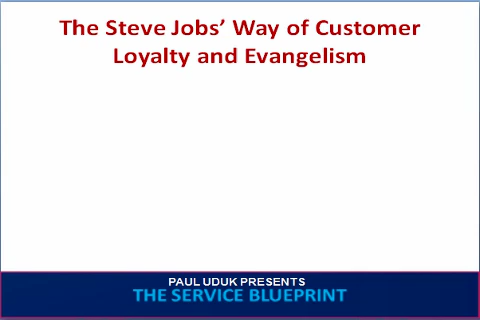 The Steve Jobs’ Way of Customer
Loyalty and Evangelism
PAUL UDUK PRESENTS
THE SERVICE BLUEPRINT